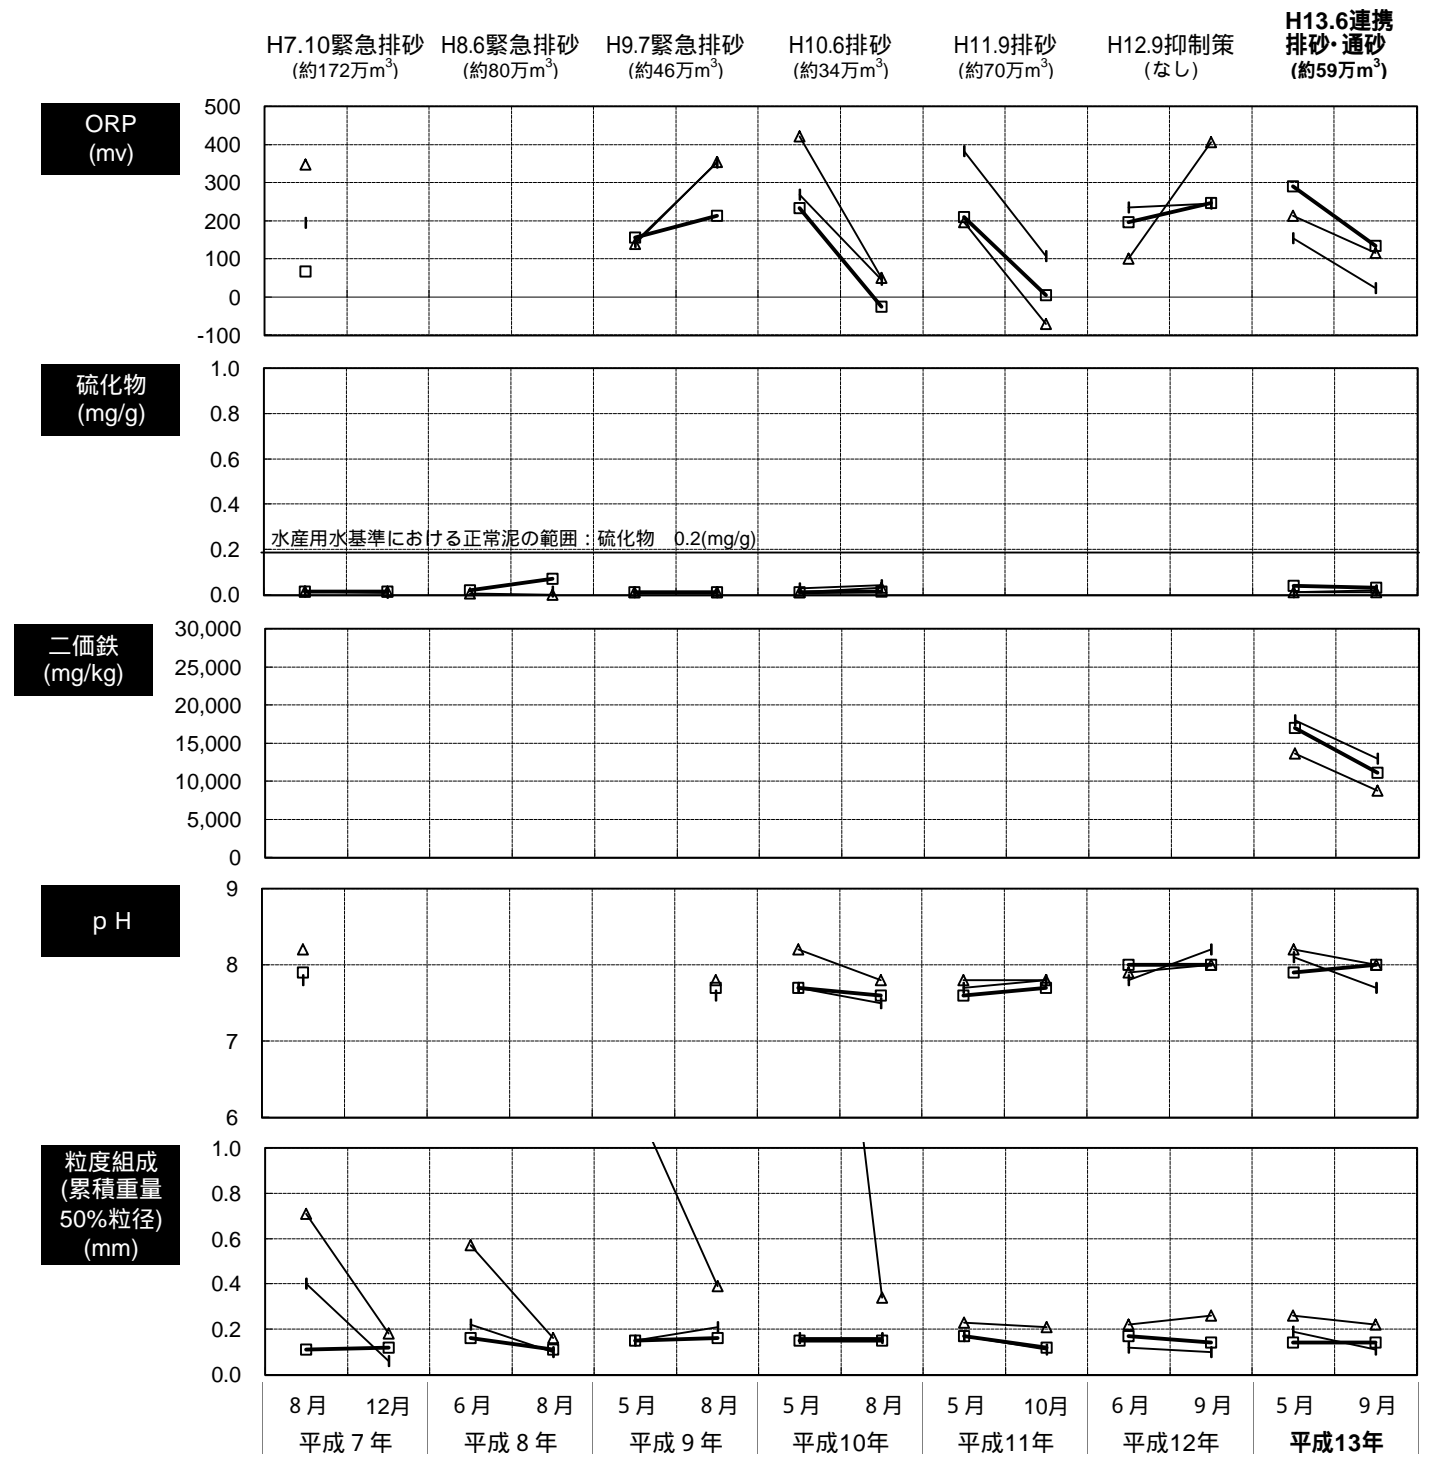 H7.10緊急排砂 H8.6緊急排砂 H9.7緊急排砂 H10.6排砂 H11.9排砂 H12.9抑制策 H13.6連携排砂・通砂
(約172万m³) (約80万m³) (約46万m³) (約34万m³) (約70万m³) (なし) (約59万m³)
ORP
(mv)
500
400
300
200
100
0
-100
硫化物
(mg/g)
1.0
0.8
0.6
0.4
0.2
0.0
水産用水基準における正常泥の範囲：硫化物　0.2(mg/g)
二価鉄
(mg/kg)
30,000
25,000
20,000
15,000
10,000
5,000
0
ｐＨ
9
8
7
6
粒度組成
(累積重量
50%粒径)
(mm)
1.0
0.8
0.6
0.4
0.2
0.0
8月 12月 6月 8月 5月 8月 5月 8月 5月 10月 6月 9月 5月 9月
平成7年 平成8年 平成9年 平成10年 平成11年 平成12年 平成13年